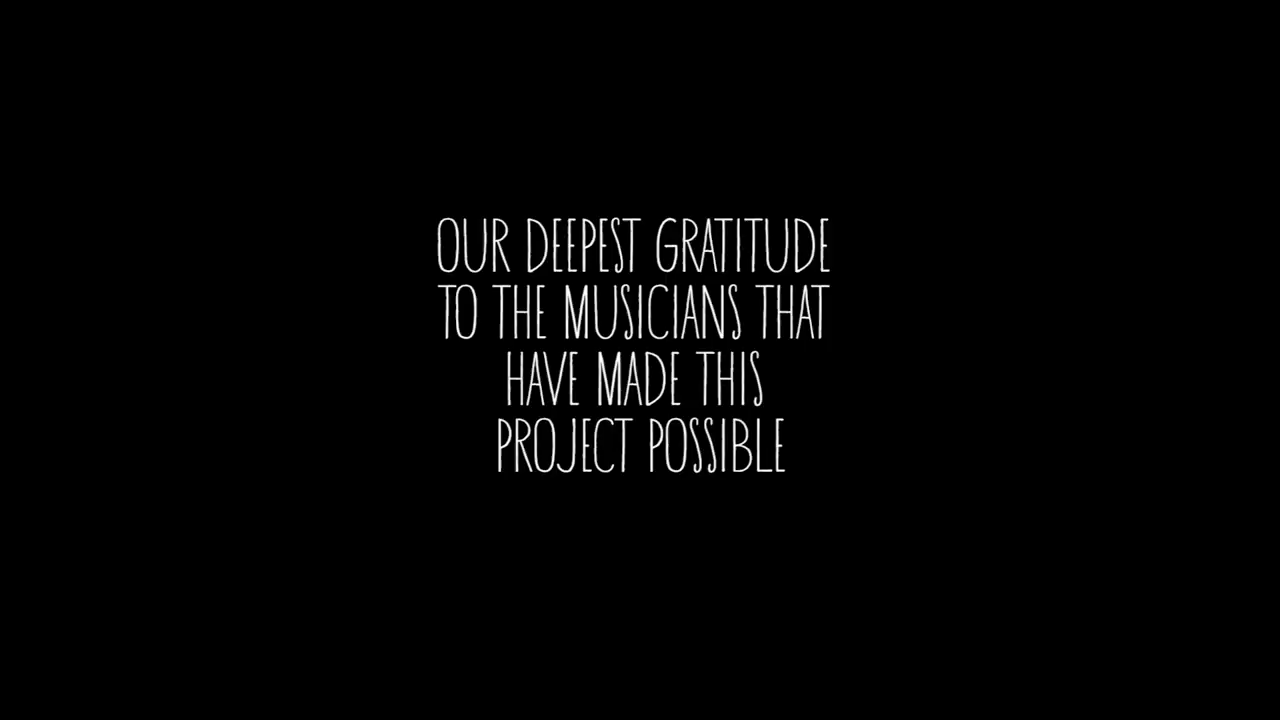 OUR DEEPEST GRATITUDE
TO THE MUSICIANS THAT
HAVE MADE THIS
PROJECT POSSIBLE